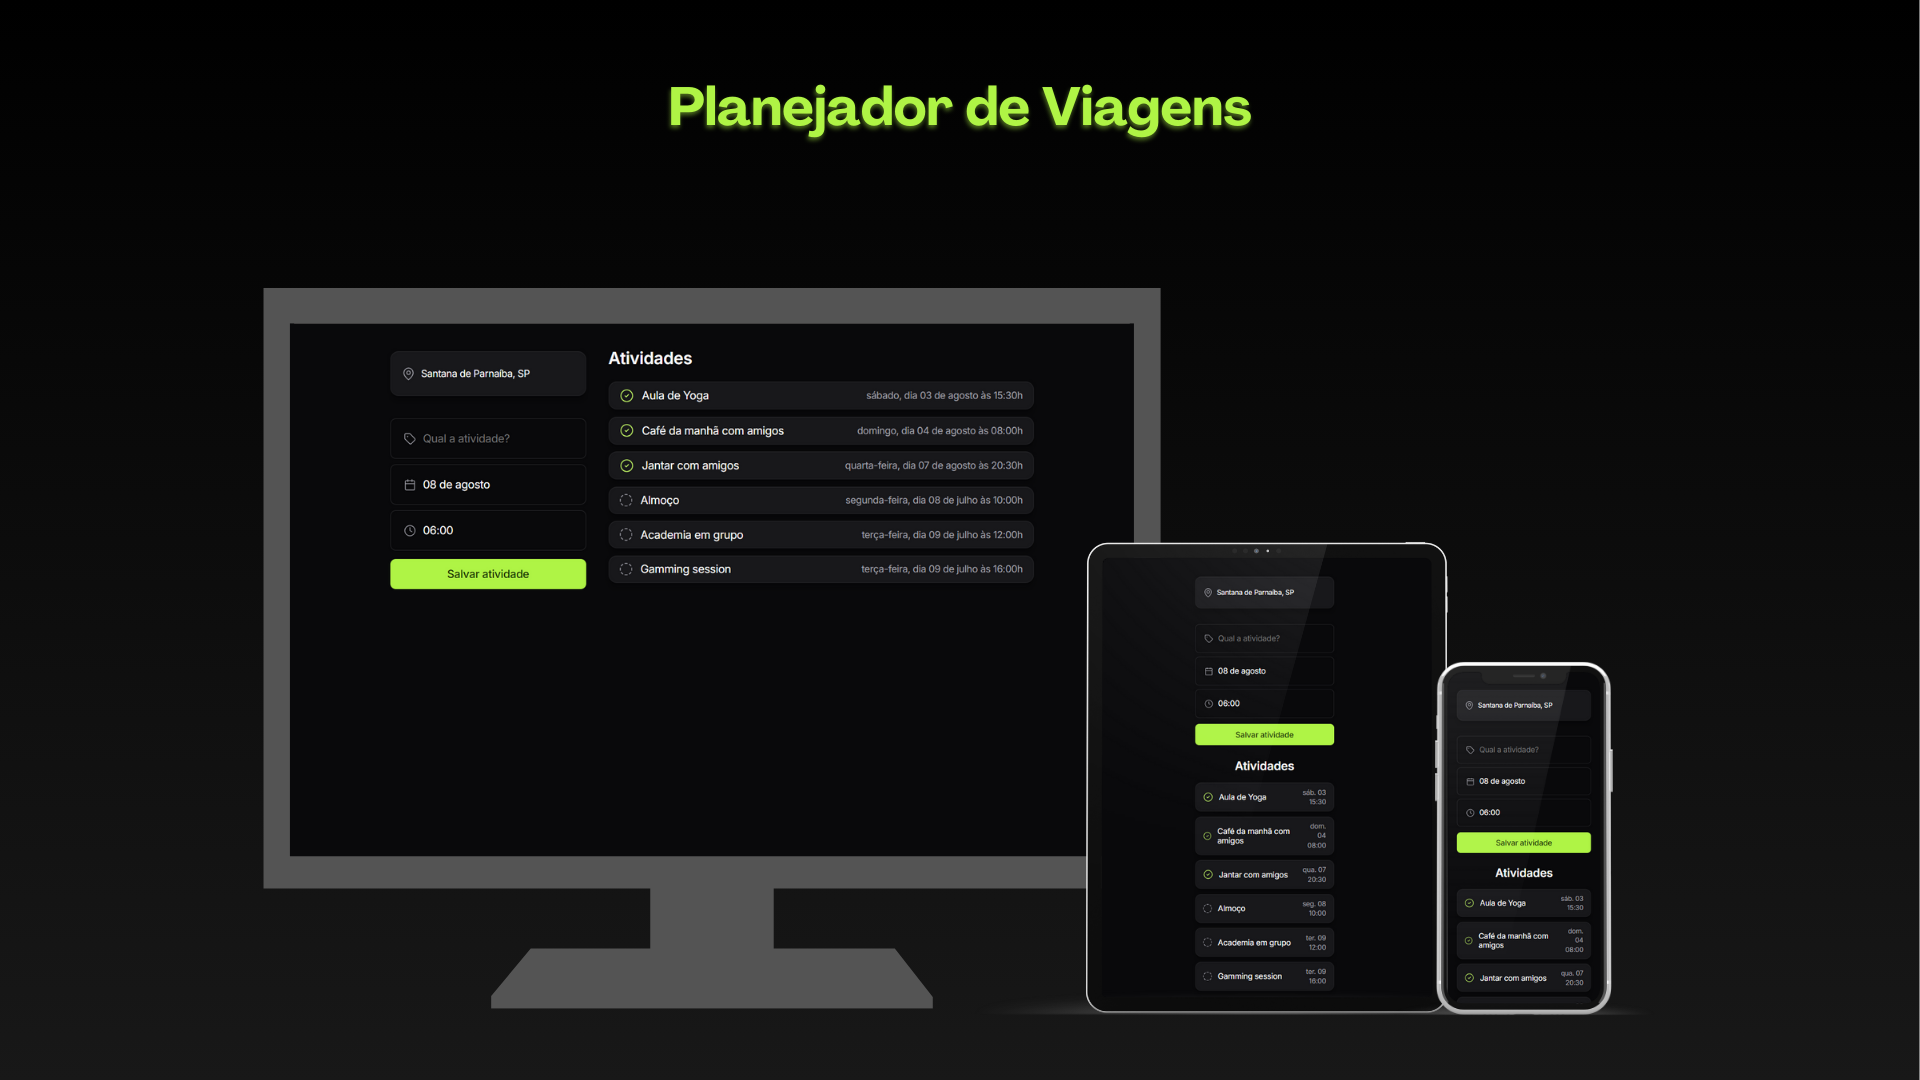 Planejador de Viagens
Santana de Parnaíba, SP
Qual a atividade?
08 de agosto
06:00
Salvar atividade
Atividades
Aula de Yoga sábado, dia 03 de agosto às 15:30h
Café da manhã com amigos domingo, dia 04 de agosto às 08:00h
Jantar com amigos quarta-feira, dia 07 de agosto às 20:30h
Almoço segunda-feira, dia 08 de julho às 10:00h
Academia em grupo terça-feira, dia 09 de julho às 12:00h
Gamming session terça-feira, dia 09 de julho às 16:00h
Santana de Parnaíba, SP
Qual a atividade?
08 de agosto
06:00
Salvar atividade
Atividades
Aula de Yoga
sáb. 03
15:30
Café da manhã com
amigos
dom.
04
08:00
Jantar com amigos
qua. 07
20:30
Almoço
seg. 08
10:00
Academia em grupo
ter. 09
12:00
Gamming session
ter. 09
16:00
Santana de Parnaíba, SP
Qual a atividade?
08 de agosto
06:00
Salvar atividade
Atividades
Aula de Yoga
sáb. 03
15:30
Café da manhã com
amigos
dom.
04
08:00
Jantar com amigos
qua. 07
20:30